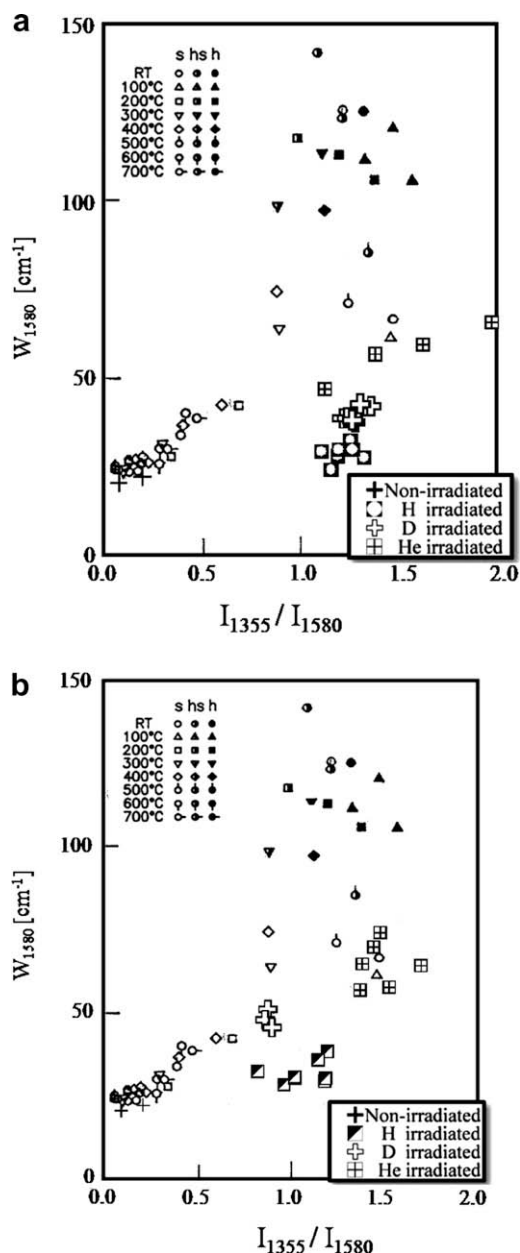 a
150
100
50
0
W1580 [cm-1]
s hs h
RT
100°C
200°C
300°C
400°C
500°C
600°C
700°C
Non-irradiated
H irradiated
D irradiated
He irradiated
0.0 0.5 1.0 1.5 2.0
I1355 / I1580
b
150
100
50
0
W1580 [cm-1]
s hs h
RT
100°C
200°C
300°C
400°C
500°C
600°C
700°C
Non-irradiated
H irradiated
D irradiated
He irradiated
0.0 0.5 1.0 1.5 2.0
I1355 / I1580